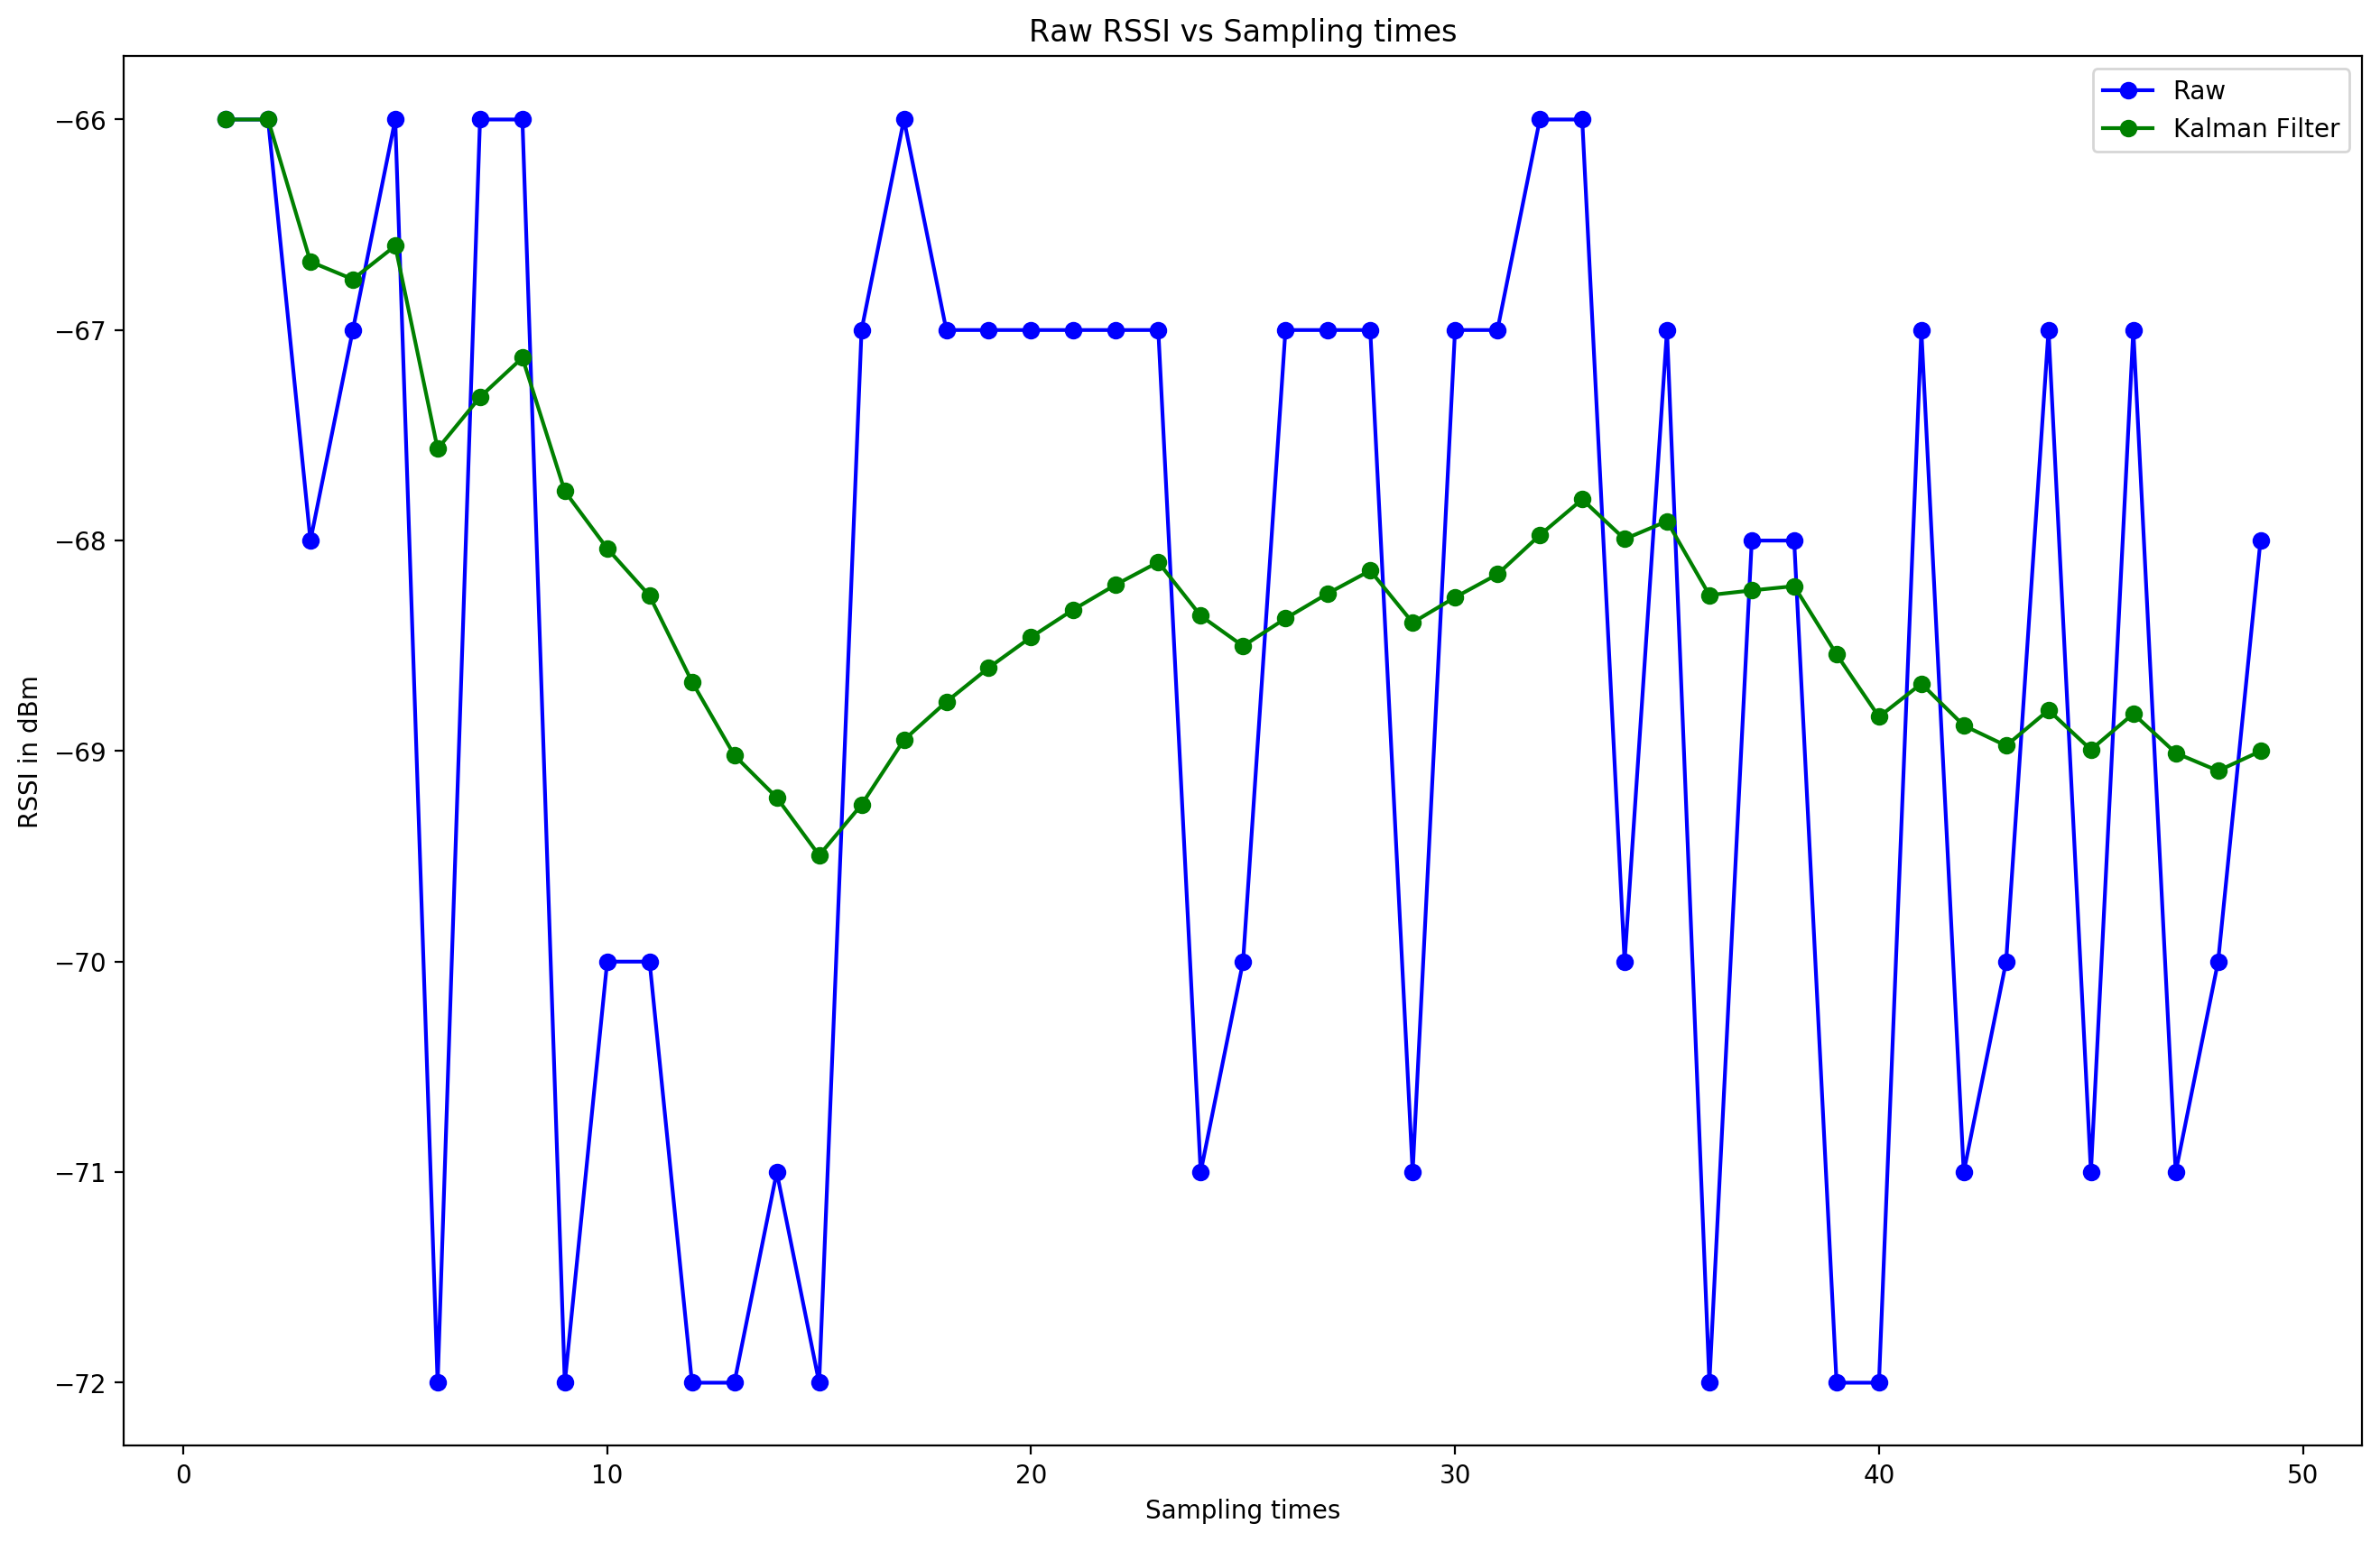 Raw RSSI vs Sampling times
Raw
Kalman Filter
RSSI in dBm
−66
−67
−68
−69
−70
−71
−72
0 10 20 30 40 50
Sampling times